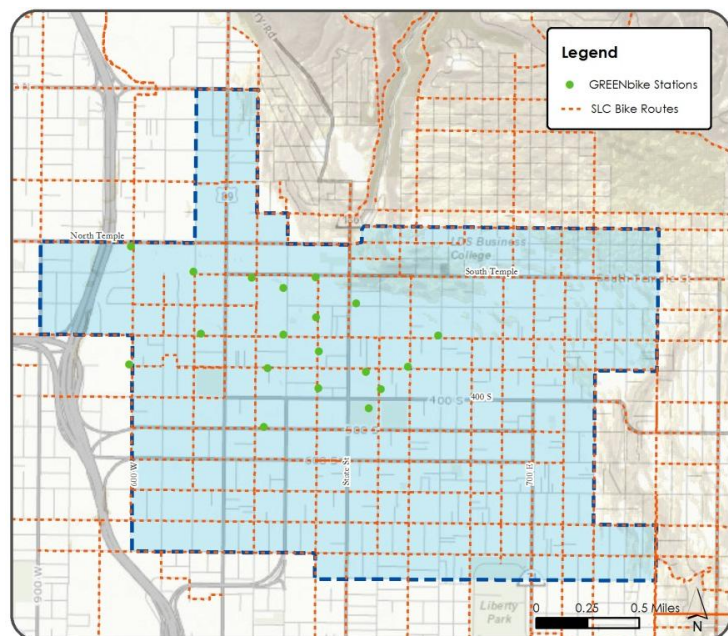 Legend
GREENbike Stations
SLC Bike Routes
North Temple
LDS Business
College
South Temple
400 S
400 S
600 W
State St
700 E
900 W
Liberty
Park
0 0.25 0.5 Miles
N